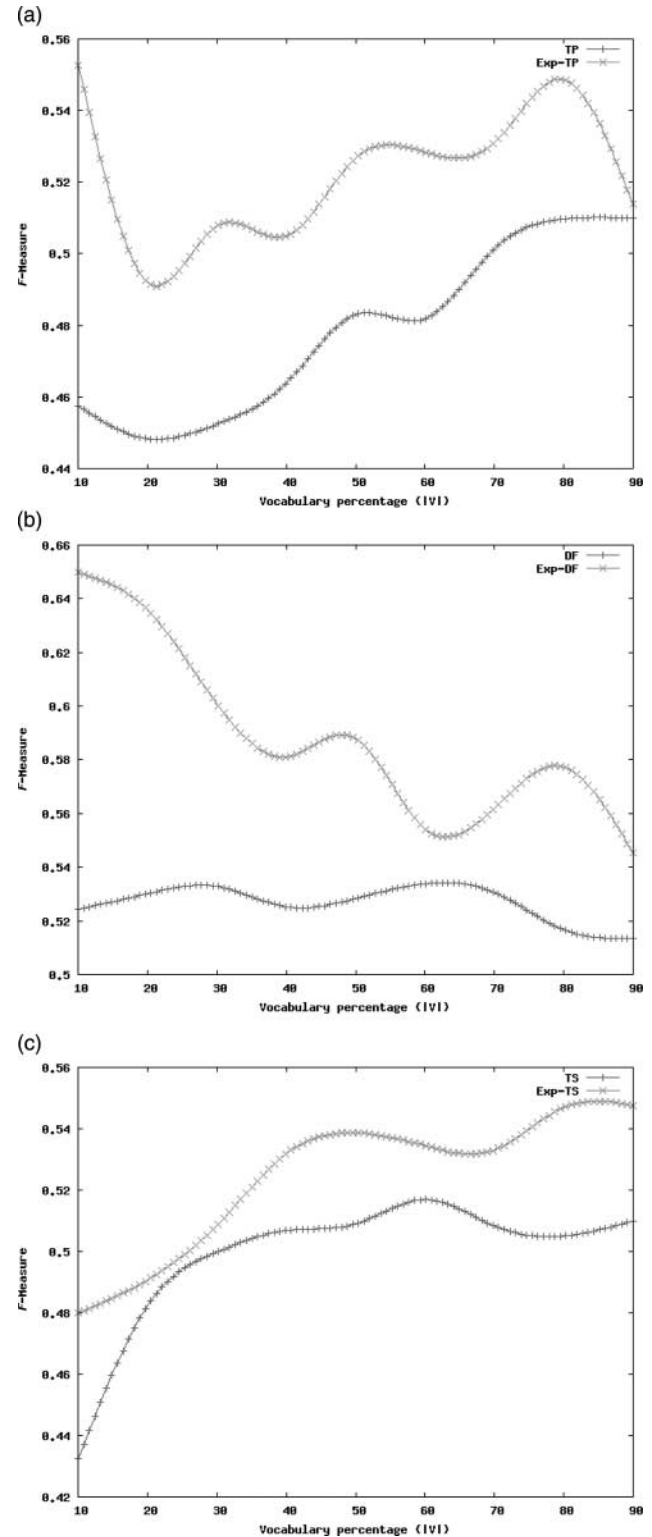 (a)
0.56
TP
Exp-TP
0.54
0.52
0.5
F-Measure
0.48
0.46
0.44
10 20 30 40 50 60 70 80 90
Vocabulary percentage (|V|)
(b)
0.66
DF
Exp-DF
0.64
0.62
0.6
F-Measure
0.58
0.56
0.54
0.52
0.5
10 20 30 40 50 60 70 80 90
Vocabulary percentage (|V|)
(c)
0.56
TS
Exp-TS
0.54
0.52
0.5
F-Measure
0.48
0.46
0.44
0.42
10 20 30 40 50 60 70 80 90
Vocabulary percentage (|V|)